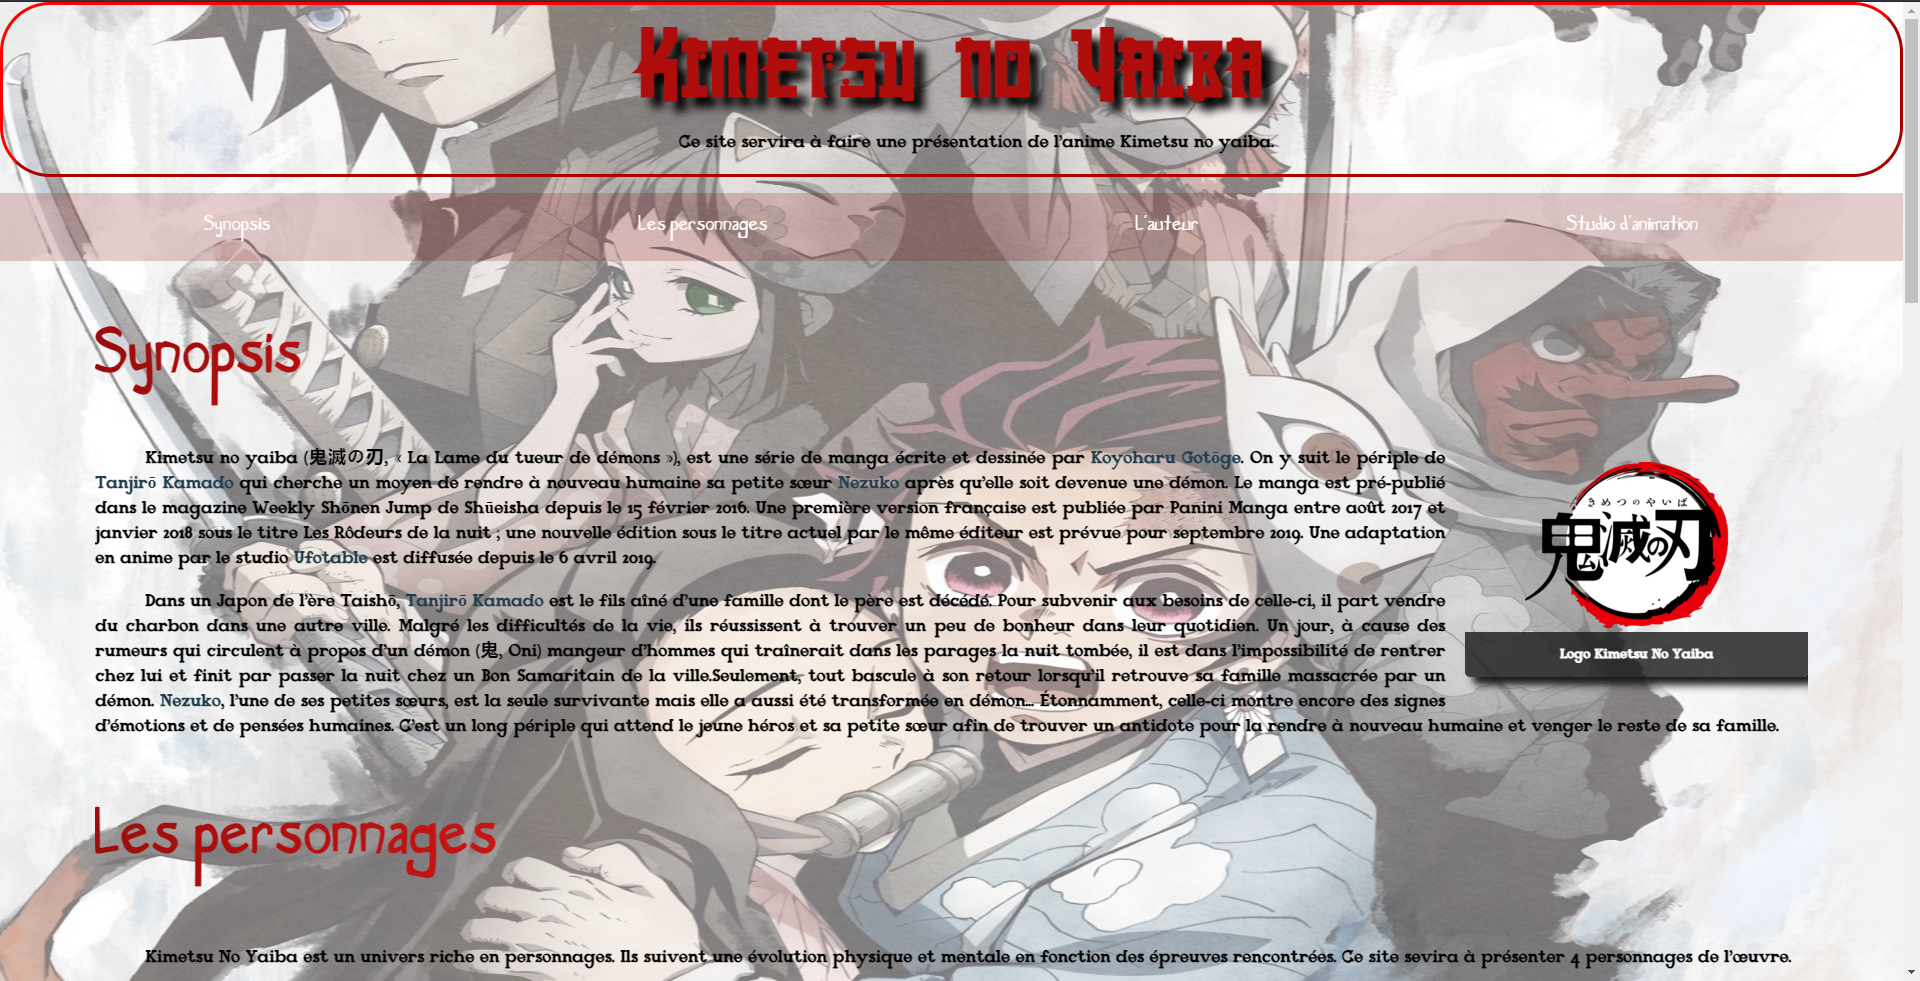 Kimetsu no Yaiba
Ce site servira à faire une présentation de l'anime Kimetsu no yaiba.
Synopsis
Les personnages
L'auteur
Studio d'animation
Synopsis
Kimetsu no yaiba (鬼滅の刃, « La Lame du tueur de démons »), est une série de manga écrite et dessinée par Koyoharu Gotōge. On y suit le périple de
Tanjirō Kamado qui cherche un moyen de rendre à nouveau humaine sa petite sœur Nezuko après qu'elle soit devenue une démon. Le manga est pré-publié
dans le magazine Weekly Shōnen Jump de Shūeisha depuis le 15 février 2016. Une première version française est publiée par Panini Manga entre août 2017 et
janvier 2018 sous le titre Les Rôdeurs de la nuit ; une nouvelle édition sous le titre actuel par le même éditeur est prévue pour septembre 2019. Une adaptation
en anime par le studio Ufotable est diffusée depuis le 6 avril 2019.
Dans un Japon de l'ère Taishō, Tanjirō Kamado est le fils aîné d'une famille dont le père est décédé. Pour subvenir aux besoins de celle-ci, il part vendre
du charbon dans une autre ville. Malgré les difficultés de la vie, ils réussissent à trouver un peu de bonheur dans leur quotidien. Un jour, à cause des
rumeurs qui circulent à propos d'un démon (鬼, Oni) mangeur d'hommes qui traînerait dans les parages la nuit tombée, il est dans l'impossibilité de rentrer
chez lui et finit par passer la nuit chez un Bon Samaritain de la ville.Seulement, tout bascule à son retour lorsqu'il retrouve sa famille massacrée par un
démon. Nezuko, l'une de ses petites sœurs, est la seule survivante mais elle a aussi été transformée en démon... Étonnamment, celle-ci montre encore des signes
d'émotions et de pensées humaines. C'est un long périple qui attend le jeune héros et sa petite sœur afin de trouver un antidote pour la rendre à nouveau humaine et venger le reste de sa famille.
きめつのやいば
鬼滅の刃
Logo Kimetsu No Yaiba
Les personnages
Kimetsu No Yaiba est un univers riche en personnages. Ils suivent une évolution physique et mentale en fonction des épreuves rencontrées. Ce site sevira à présenter 4 personnages de l'œuvre.